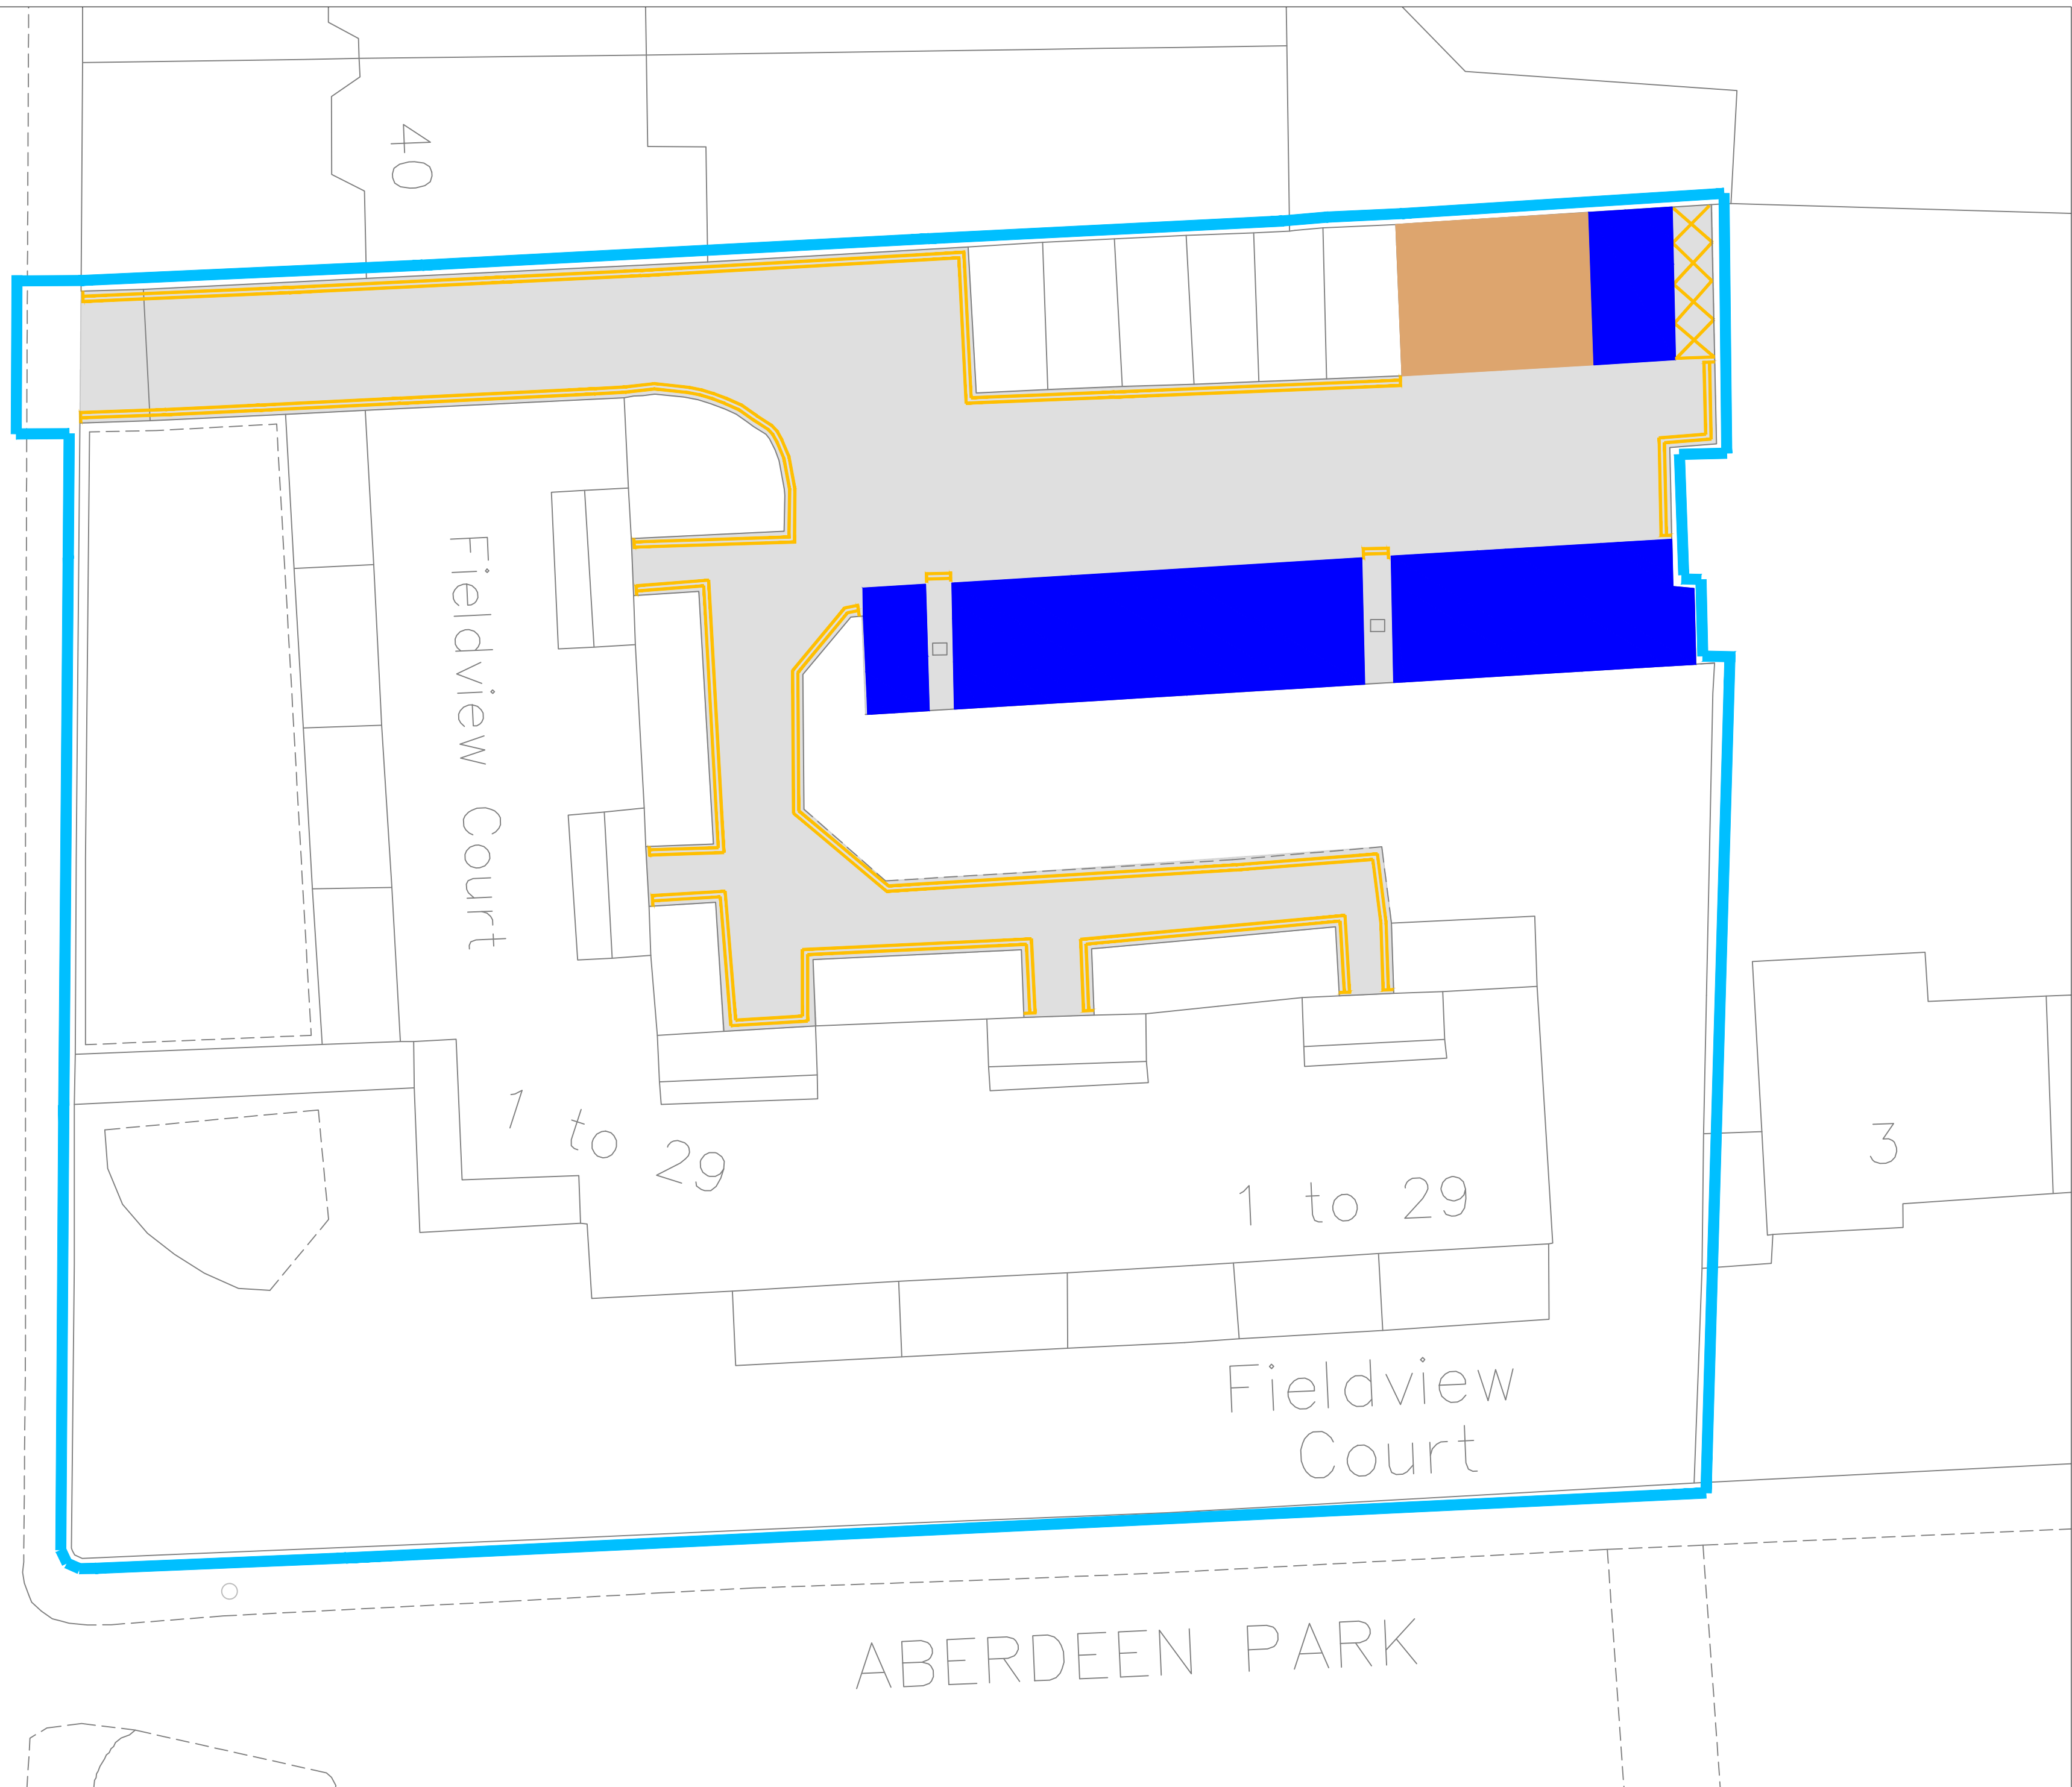 40
Fieldview Court
1 to 29
1 to 29
3
Fieldview
Court
ABERDEEN PARK